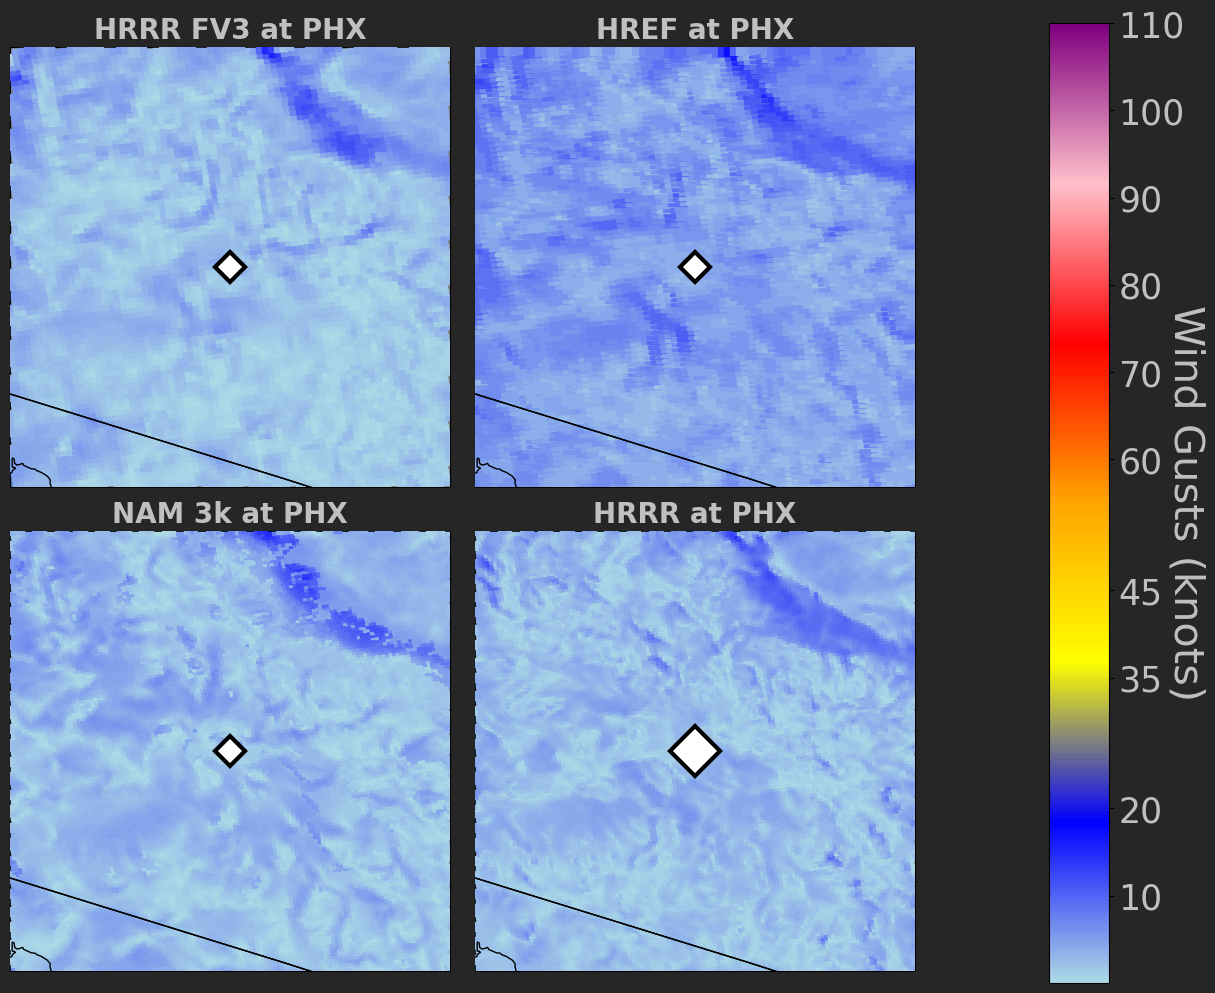 HRRR FV3 at PHX
HREF at PHX
NAM 3k at PHX
HRRR at PHX
110
100
90
80
70
60
45
35
20
10
Wind Gusts (knots)